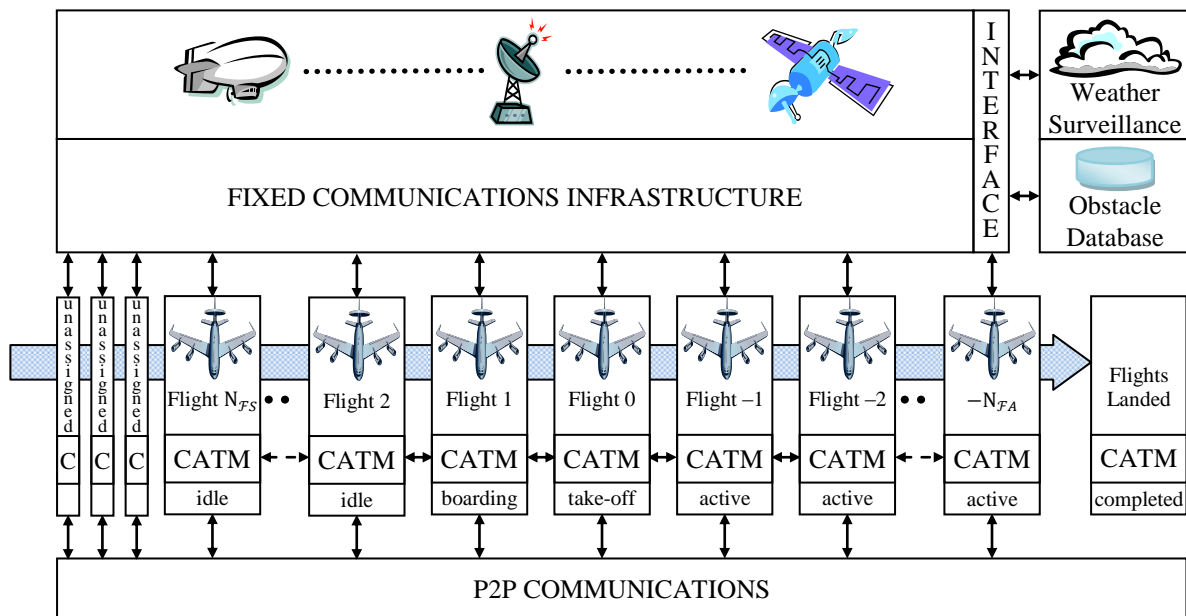 INTERFACE
Weather
Surveillance
FIXED COMMUNICATIONS INFRASTRUCTURE
Obstacle
Database
unassigned
unassigned
unassigned
Flight N𝓕S
Flight 2
Flight 1
Flight 0
Flight –1
Flight –2
−N𝓕A
Flights
Landed
C
C
C
CATM
CATM
CATM
CATM
CATM
CATM
CATM
CATM
idle
idle
boarding
take-off
active
active
active
completed
P2P COMMUNICATIONS